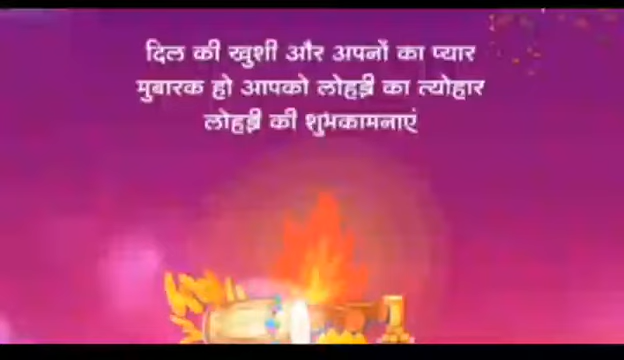 दिल की खुशी और अपनों का प्यार
मुबारक हो आपको लोहड़ी का त्योहार
लोहड़ी की शुभकामनाएं